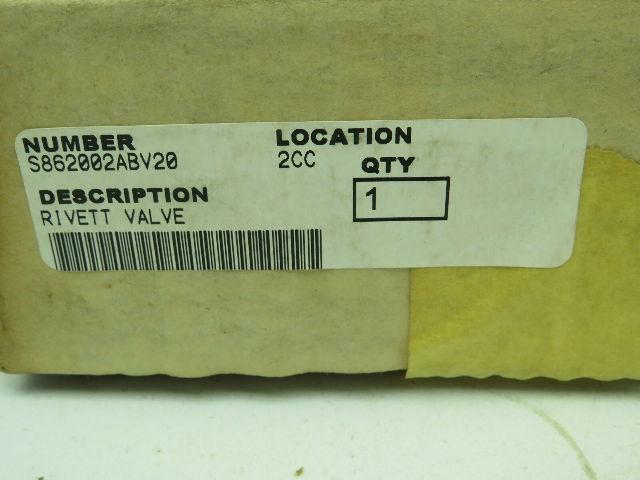 NUMBER LOCATION
S862002ABV20 2CC QTY
DESCRIPTION 1
RIVETT VALVE